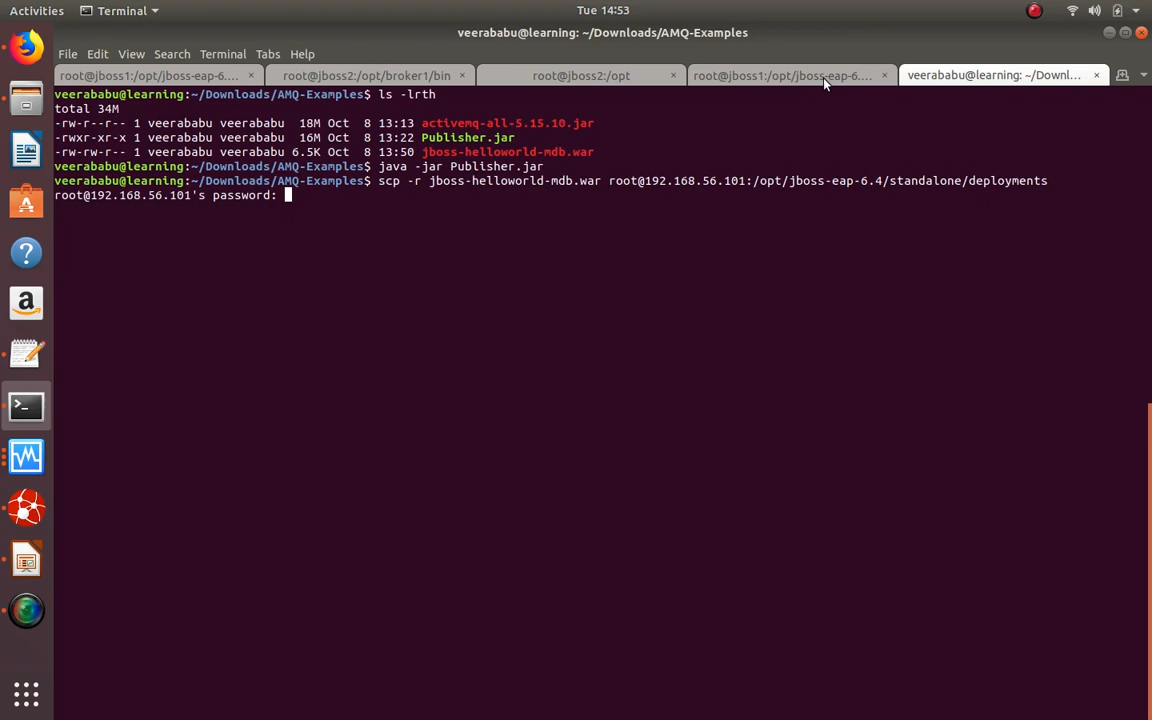 Activities Terminal Tue 14:53
veerababu@learning: ~/Downloads/AMQ-Examples
File Edit View Search Terminal Tabs Help
root@jboss1:/opt/jboss-eap-6.... × root@jboss2:/opt/broker1/bin × root@jboss2:/opt × root@jboss1:/opt/jboss-eap-6.... × veerababu@learning: ~/Downl... ×
veerababu@learning:~/Downloads/AMQ-Examples$ ls -lrth
total 34M
-rw-r--r-- 1 veerababu veerababu  18M Oct  8 13:13 activemq-all-5.15.10.jar
-rwxr-xr-x 1 veerababu veerababu  16M Oct  8 13:22 Publisher.jar
-rw-rw-r-- 1 veerababu veerababu 6.5K Oct  8 13:50 jboss-helloworld-mdb.war
veerababu@learning:~/Downloads/AMQ-Examples$ java -jar Publisher.jar
veerababu@learning:~/Downloads/AMQ-Examples$ scp -r jboss-helloworld-mdb.war root@192.168.56.101:/opt/jboss-eap-6.4/standalone/deployments
root@192.168.56.101's password: